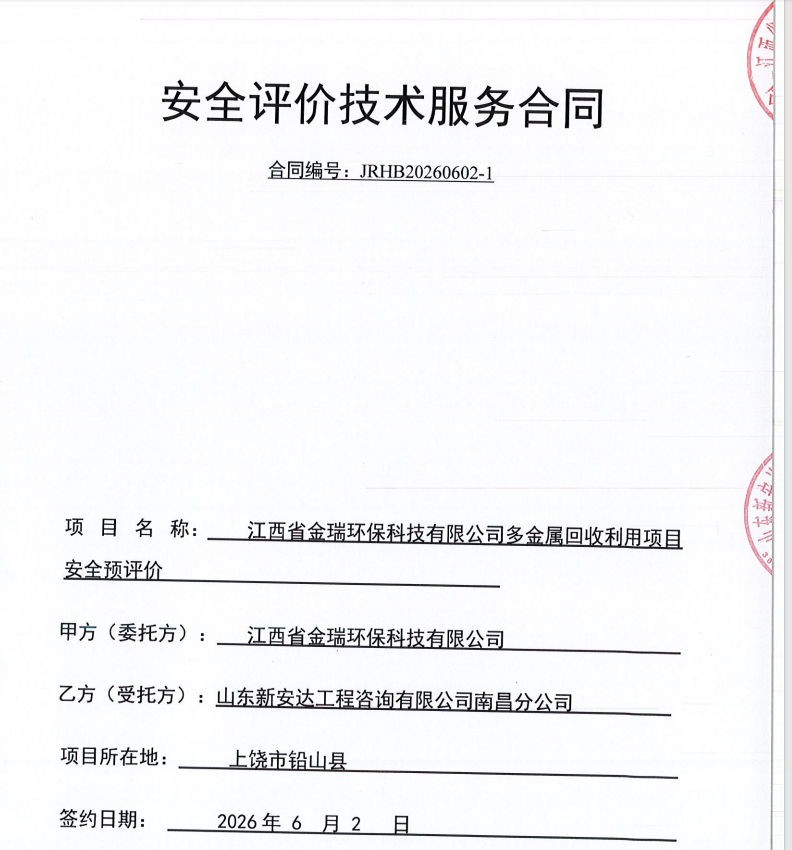 安全评价技术服务合同
合同编号：JRHB20260602-1
项 目 名 称：江西省金瑞环保科技有限公司多金属回收利用项目
安全预评价
甲方（委托方）：江西省金瑞环保科技有限公司
乙方（受托方）：山东新安达工程咨询有限公司南昌分公司
项目所在地：上饶市铅山县
签约日期：2026 年 6 月 2 日